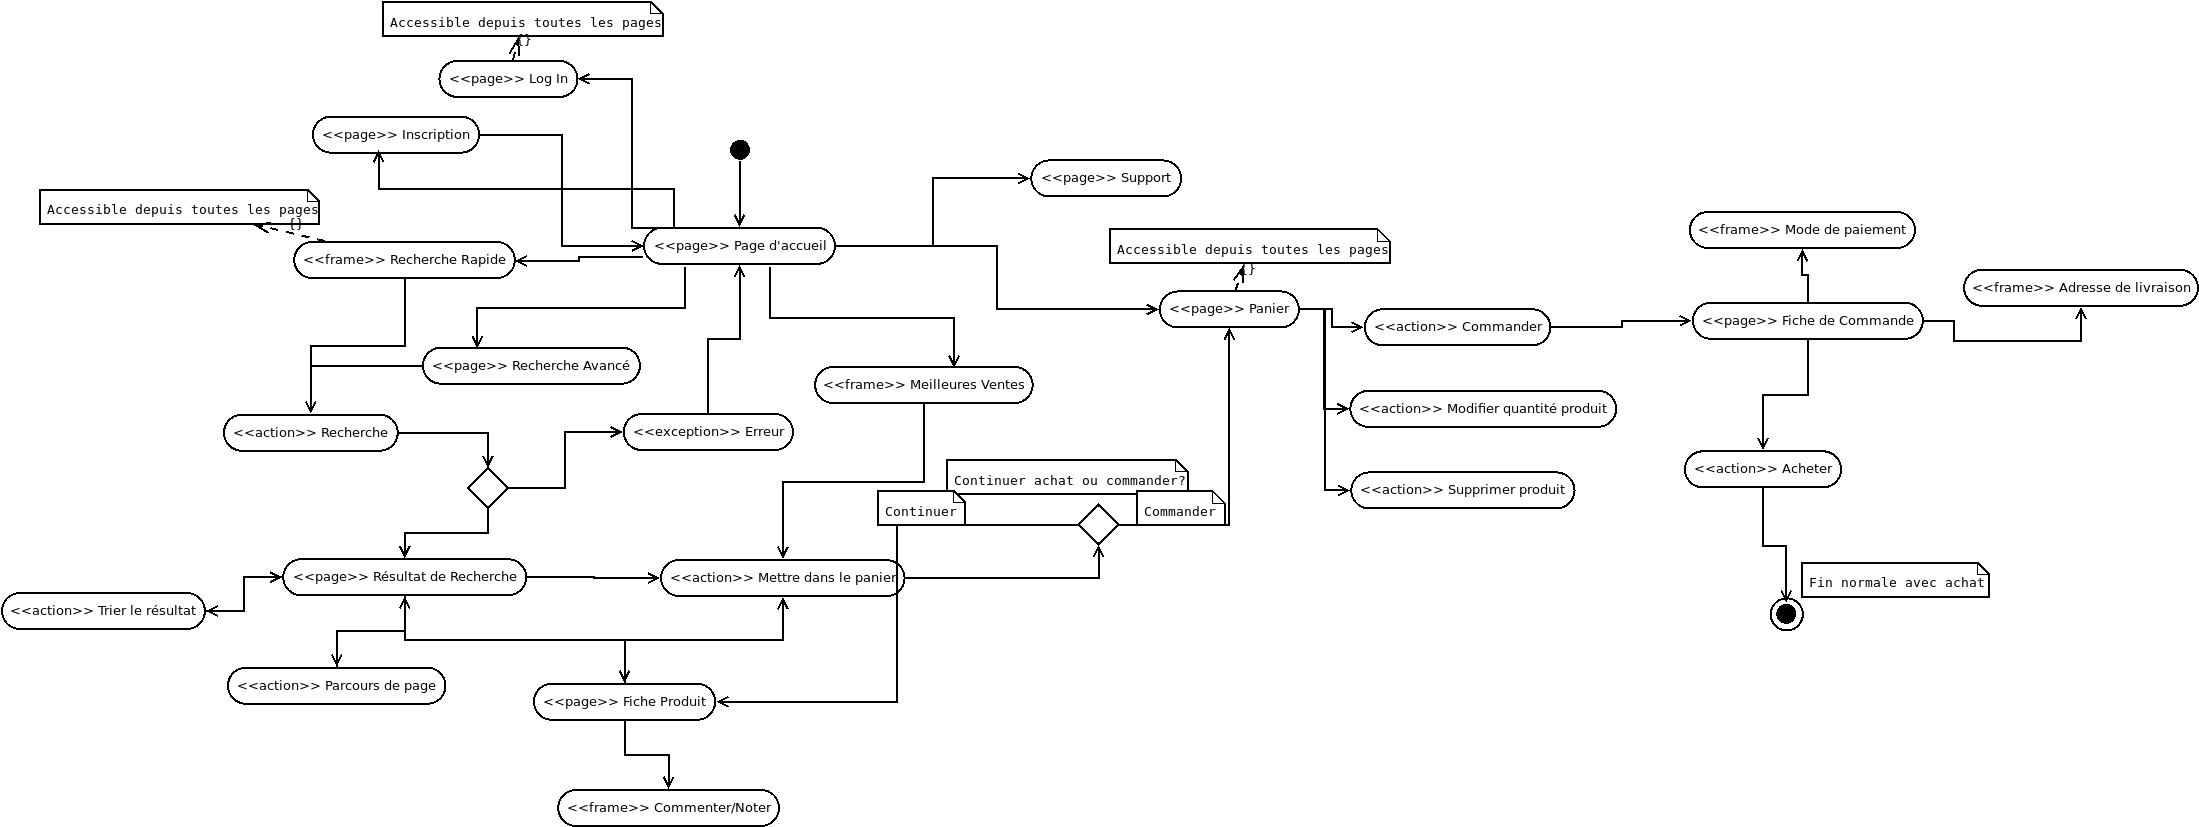 Accessible depuis toutes les pages
{}
<<page>> Log In
<<page>> Inscription
<<page>> Support
Accessible depuis toutes les pages
{}
<<frame>> Mode de paiement
<<page>> Page d'accueil
Accessible depuis toutes les pages
{}
<<frame>> Recherche Rapide
<<frame>> Adresse de livraison
<<page>> Panier
<<action>> Commander
<<page>> Fiche de Commande
<<page>> Recherche Avancé
<<frame>> Meilleures Ventes
<<action>> Modifier quantité produit
<<action>> Recherche
<<exception>> Erreur
<<action>> Acheter
Continuer achat ou commander?
<<action>> Supprimer produit
Continuer
Commander
<<page>> Résultat de Recherche
<<action>> Mettre dans le panier
Fin normale avec achat
<<action>> Trier le résultat
<<action>> Parcours de page
<<page>> Fiche Produit
<<frame>> Commenter/Noter